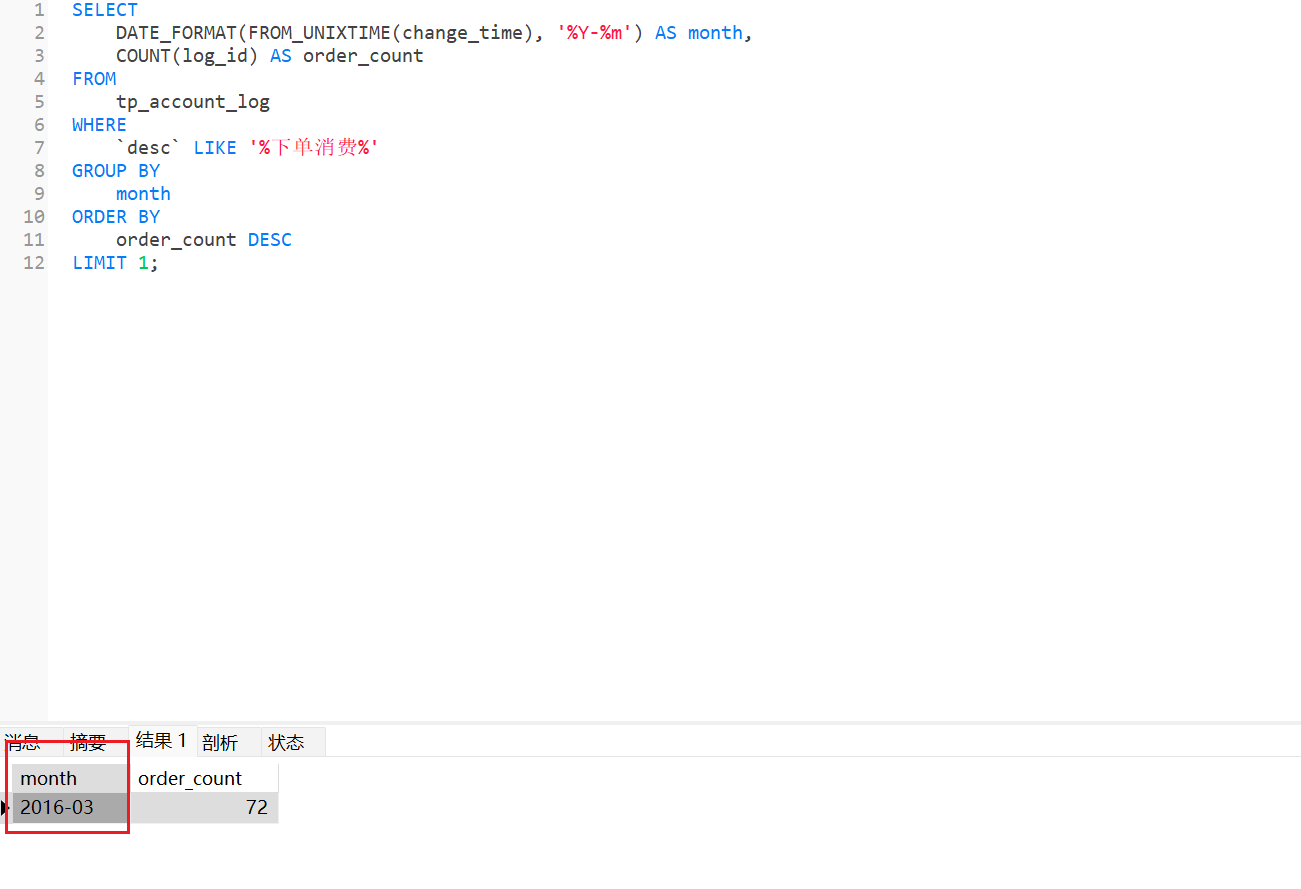 1 SELECT
2 DATE_FORMAT(FROM_UNIXTIME(change_time), '%Y-%m') AS month,
3 COUNT(log_id) AS order_count
4 FROM
5 tp_account_log
6 WHERE
7 `desc` LIKE '%下单消费%'
8 GROUP BY
9 month
10 ORDER BY
11 order_count DESC
12 LIMIT 1;
消息 摘要 结果 1 剖析 状态
month order_count
2016-03 72